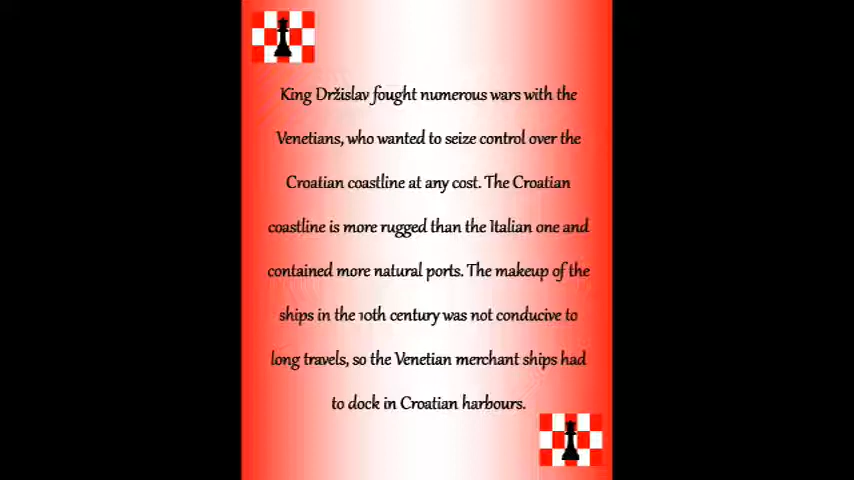 King Držislav fought numerous wars with the
Venetians, who wanted to seize control over the
Croatian coastline at any cost. The Croatian
coastline is more rugged than the Italian one and
contained more natural ports. The makeup of the
ships in the 10th century was not conducive to
long travels, so the Venetian merchant ships had
to dock in Croatian harbours.